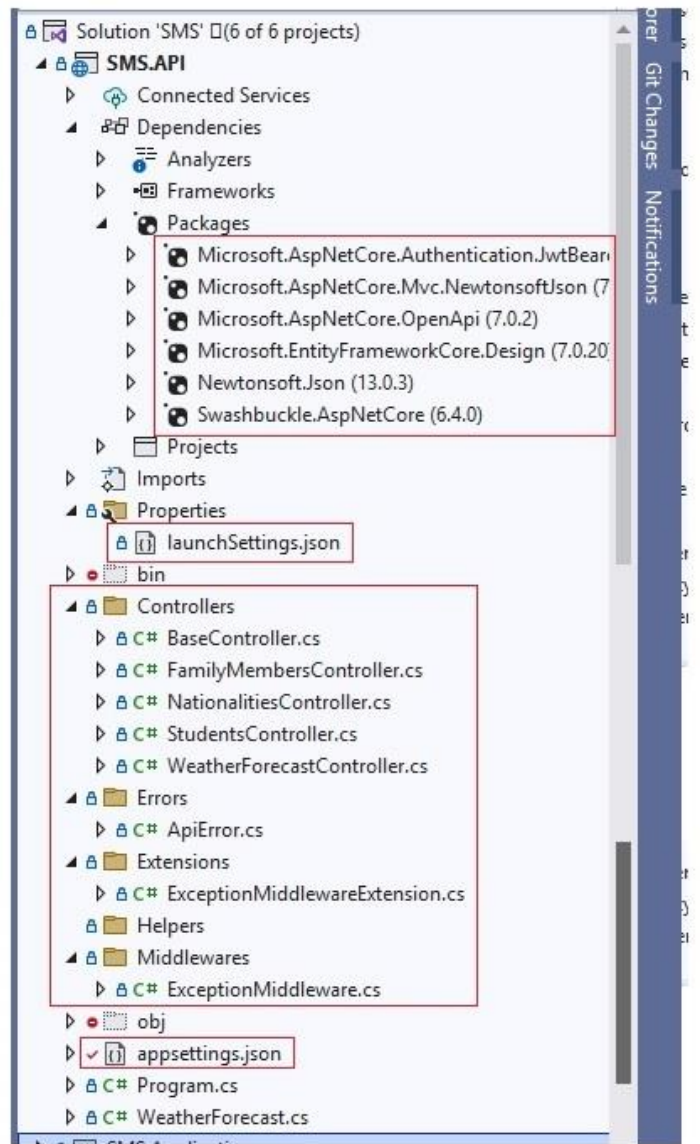 Solution 'SMS' (6 of 6 projects)
SMS.API
Connected Services
Dependencies
Analyzers
Frameworks
Packages
Microsoft.AspNetCore.Authentication.JwtBear
Microsoft.AspNetCore.Mvc.NewtonsoftJson (7
Microsoft.AspNetCore.OpenApi (7.0.2)
Microsoft.EntityFrameworkCore.Design (7.0.20
Newtonsoft.Json (13.0.3)
Swashbuckle.AspNetCore (6.4.0)
Projects
Imports
Properties
launchSettings.json
bin
Controllers
C# BaseController.cs
C# FamilyMembersController.cs
C# NationalitiesController.cs
C# StudentsController.cs
C# WeatherForecastController.cs
Errors
C# ApiError.cs
Extensions
C# ExceptionMiddlewareExtension.cs
Helpers
Middlewares
C# ExceptionMiddleware.cs
obj
appsettings.json
C# Program.cs
C# WeatherForecast.cs
Git Changes
Notifications